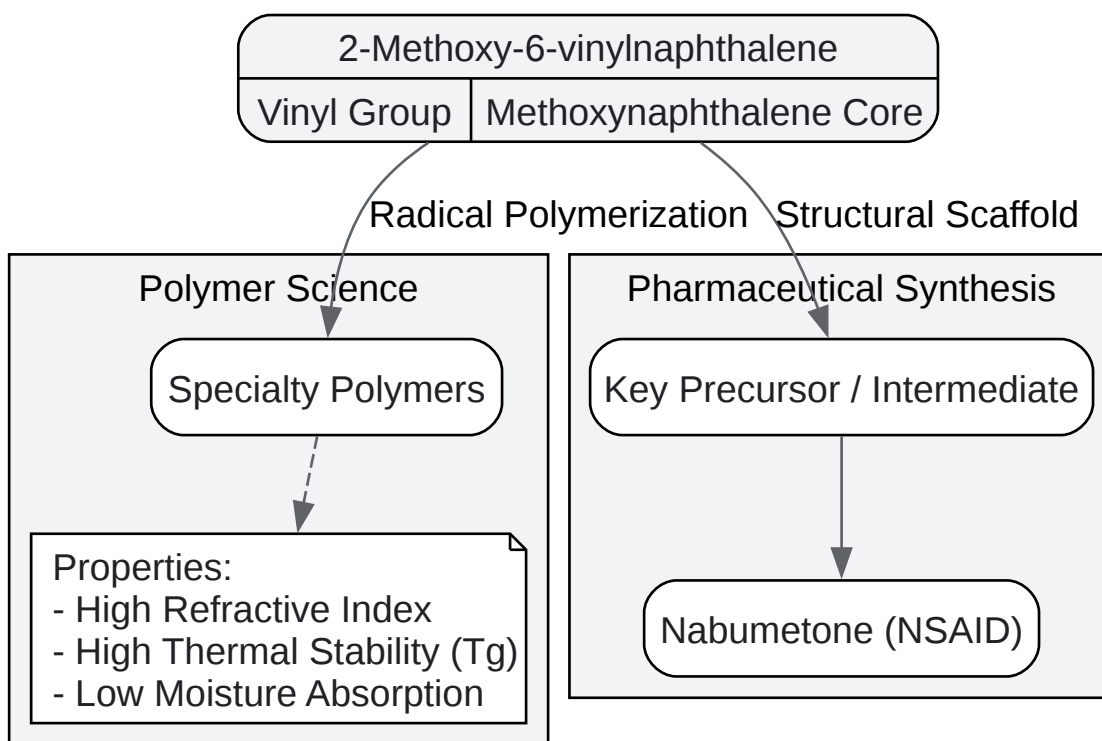 2-Methoxy-6-vinylnaphthalene
Vinyl Group
Methoxynaphthalene Core
Radical Polymerization
Structural Scaffold
Polymer Science
Specialty Polymers
Properties:
- High Refractive Index
- High Thermal Stability (Tg)
- Low Moisture Absorption
Pharmaceutical Synthesis
Key Precursor / Intermediate
Nabumetone (NSAID)